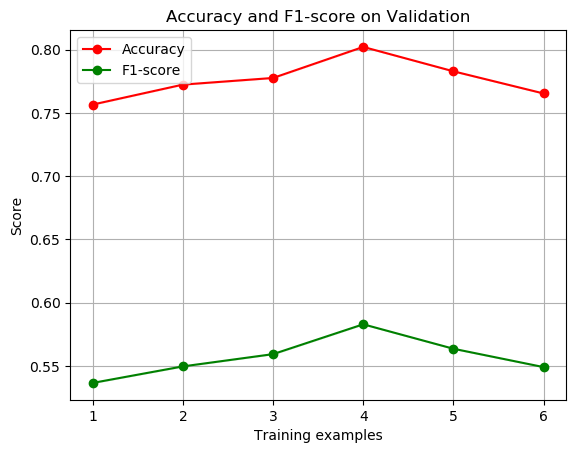 Accuracy and F1-score on Validation
Accuracy
F1-score
0.80
0.75
0.70
0.65
0.60
0.55
Score
1 2 3 4 5 6
Training examples